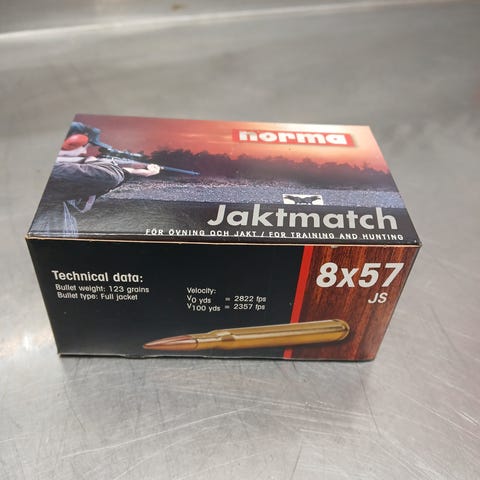 norma
Jaktmatch
FÖR ÖVNING OCH JAKT / FOR TRAINING AND HUNTING
8x57
JS
Technical data:
Bullet weight: 123 grains
Bullet type: Full jacket
Velocity:
V0 yds = 2822 fps
V100 yds = 2357 fps